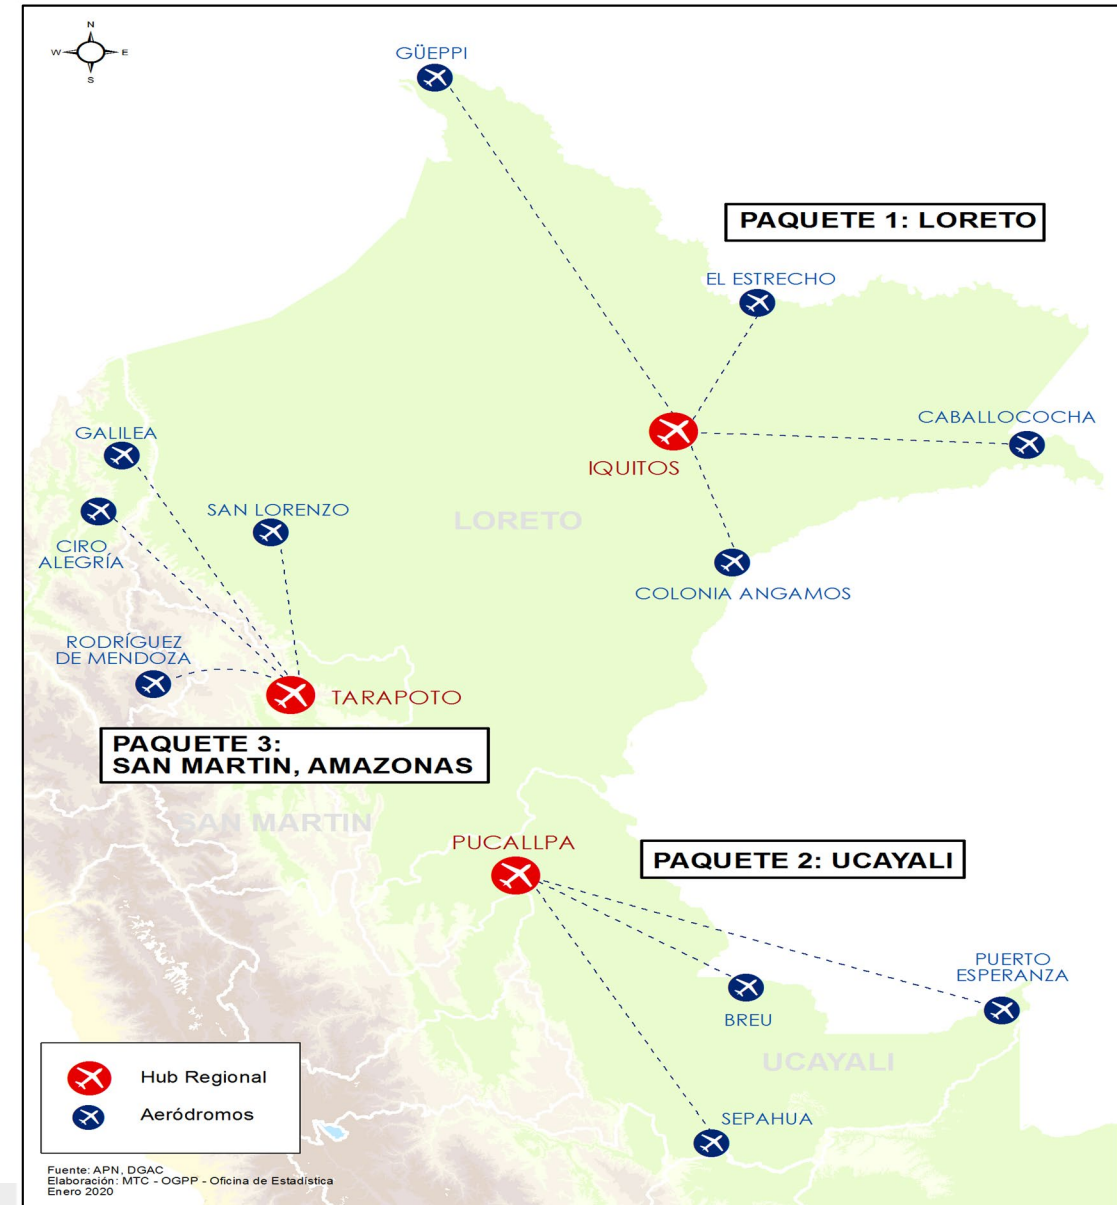 N
W
E
S
GÜEPPI
PAQUETE 1: LORETO
EL ESTRECHO
CABALLOCOCHA
GALILEA
IQUITOS
SAN LORENZO
LORETO
CIRO
ALEGRÍA
COLONIA ANGAMOS
RODRÍGUEZ
DE MENDOZA
TARAPOTO
PAQUETE 3:
SAN MARTIN, AMAZONAS
SAN MARTIN
PUCALLPA
PAQUETE 2: UCAYALI
PUERTO
ESPERANZA
BREU
UCAYALI
SEPAHUA
Hub Regional
Aeródromos
Fuente: APN, DGAC
Elaboración: MTC - OGPP - Oficina de Estadística
Enero 2020